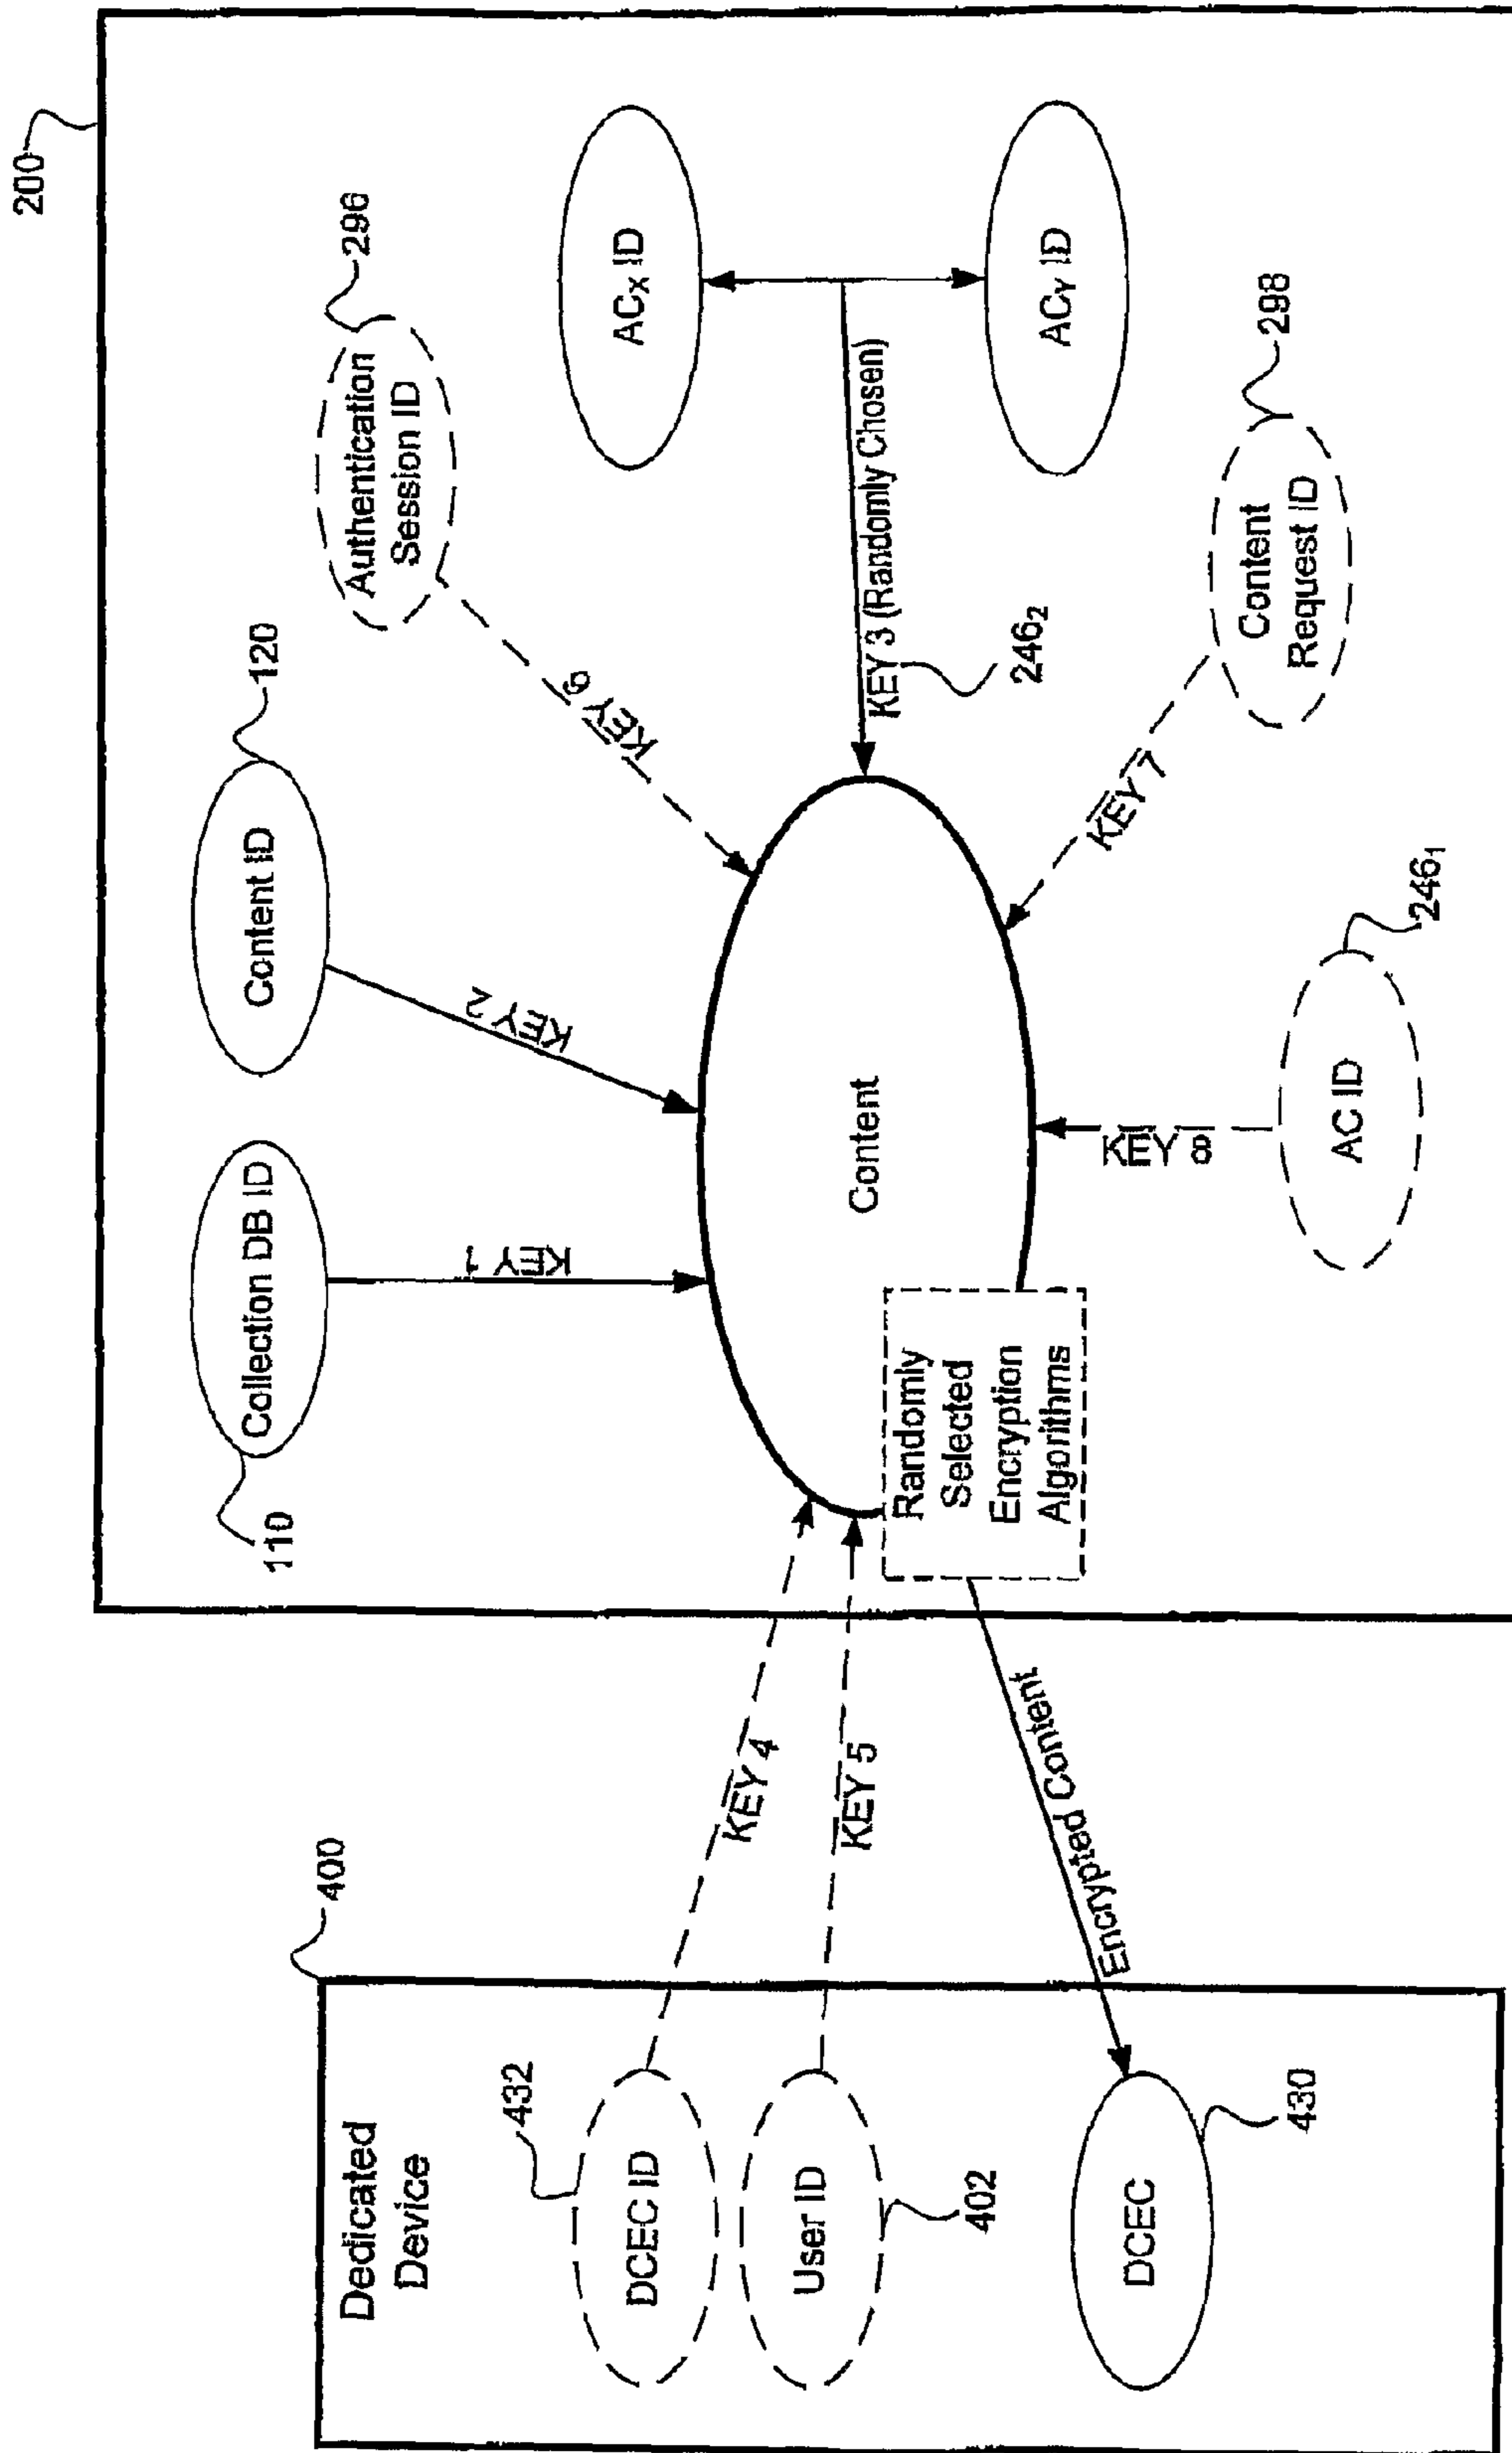 200
Dedicated
Device
400
432
DCEC ID
User ID
402
DCEC
430
KEY 4
KEY 5
Encrypted Content
110
Collection DB ID
KEY 1
Content ID
120
KEY 2
Authentication
Session ID
296
KEY 6
ACX ID
ACY ID
KEY 3 (Randomly Chosen)
246₂
Content
Randomly
Selected
Encryption
Algorithms
Content
Request ID
298
KEY 7
AC ID
246₁
KEY 8